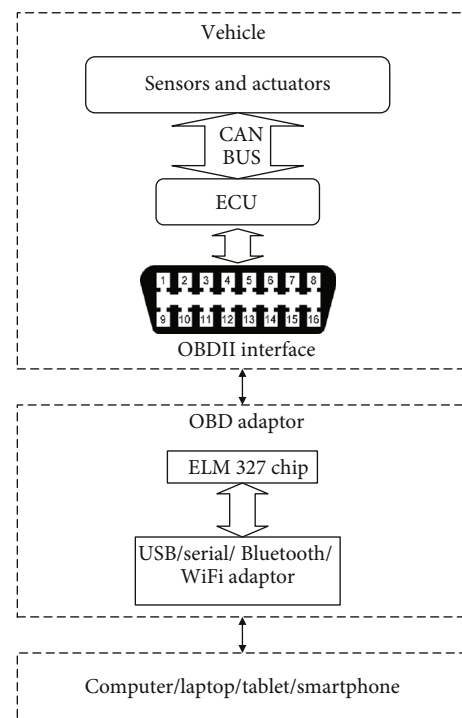 Vehicle
Sensors and actuators
CAN
BUS
ECU
1 2 3 4 5 6 7 8
9 10 11 12 13 14 15 16
OBDII interface
OBD adaptor
ELM 327 chip
USB/serial/ Bluetooth/
WiFi adaptor
Computer/laptop/tablet/smartphone